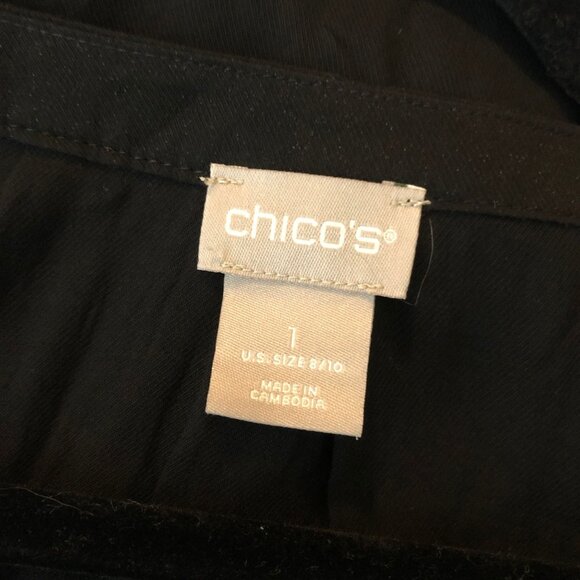 chico's®
1
U.S. SIZE 8/10
MADE IN
CAMBODIA